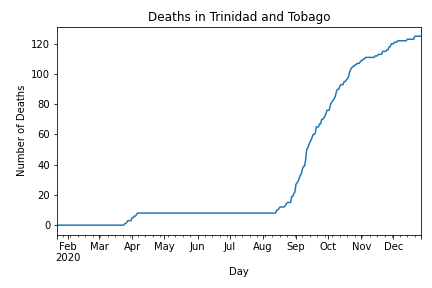 Deaths in Trinidad and Tobago
120
100
80
60
40
20
0
Number of Deaths
Feb Mar Apr May Jun Jul Aug Sep Oct Nov Dec
2020
Day